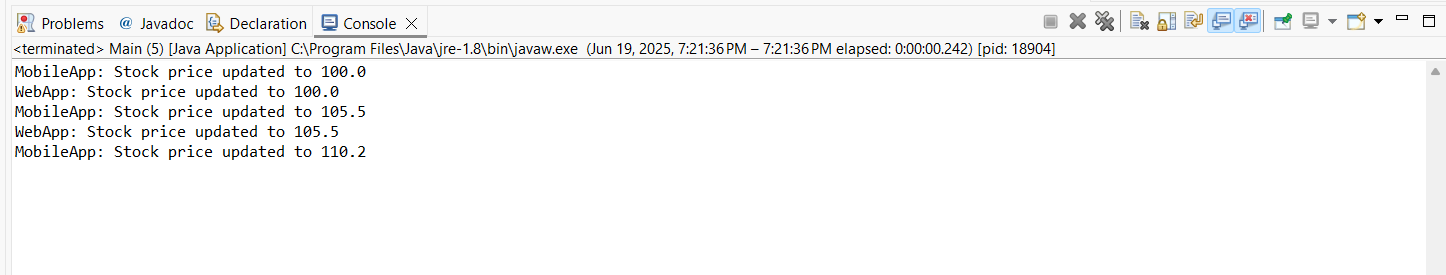 Problems @ Javadoc Declaration Console
<terminated> Main (5) [Java Application] C:\Program Files\Java\jre-1.8\bin\javaw.exe (Jun 19, 2025, 7:21:36 PM – 7:21:36 PM elapsed: 0:00:00.242) [pid: 18904]
MobileApp: Stock price updated to 100.0
WebApp: Stock price updated to 100.0
MobileApp: Stock price updated to 105.5
WebApp: Stock price updated to 105.5
MobileApp: Stock price updated to 110.2